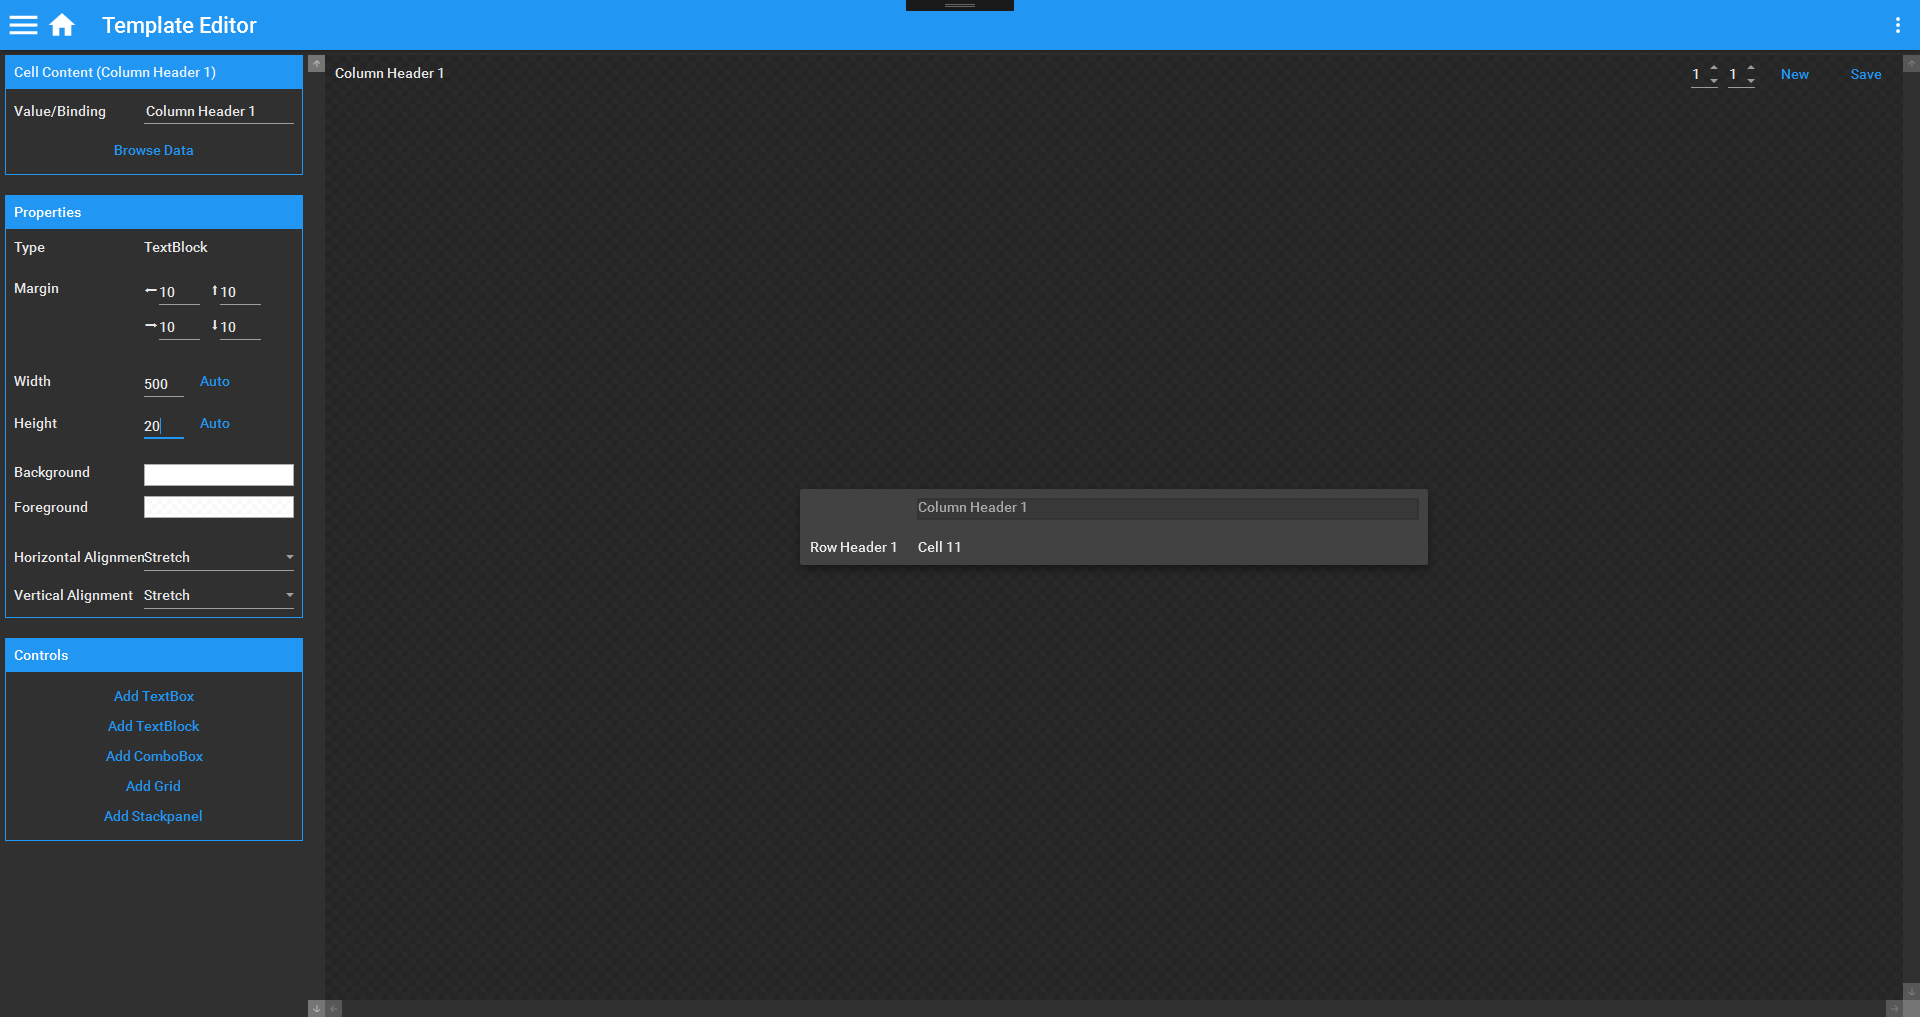 Template Editor
Cell Content (Column Header 1)
Value/Binding Column Header 1
Browse Data
Properties
Type TextBlock
Margin 10 10
10 10
Width 500 Auto
Height 20 Auto
Background
Foreground
Horizontal Alignmen Stretch
Vertical Alignment Stretch
Controls
Add TextBox
Add TextBlock
Add ComboBox
Add Grid
Add Stackpanel
Column Header 1 1 1 New Save
Column Header 1
Row Header 1 Cell 11